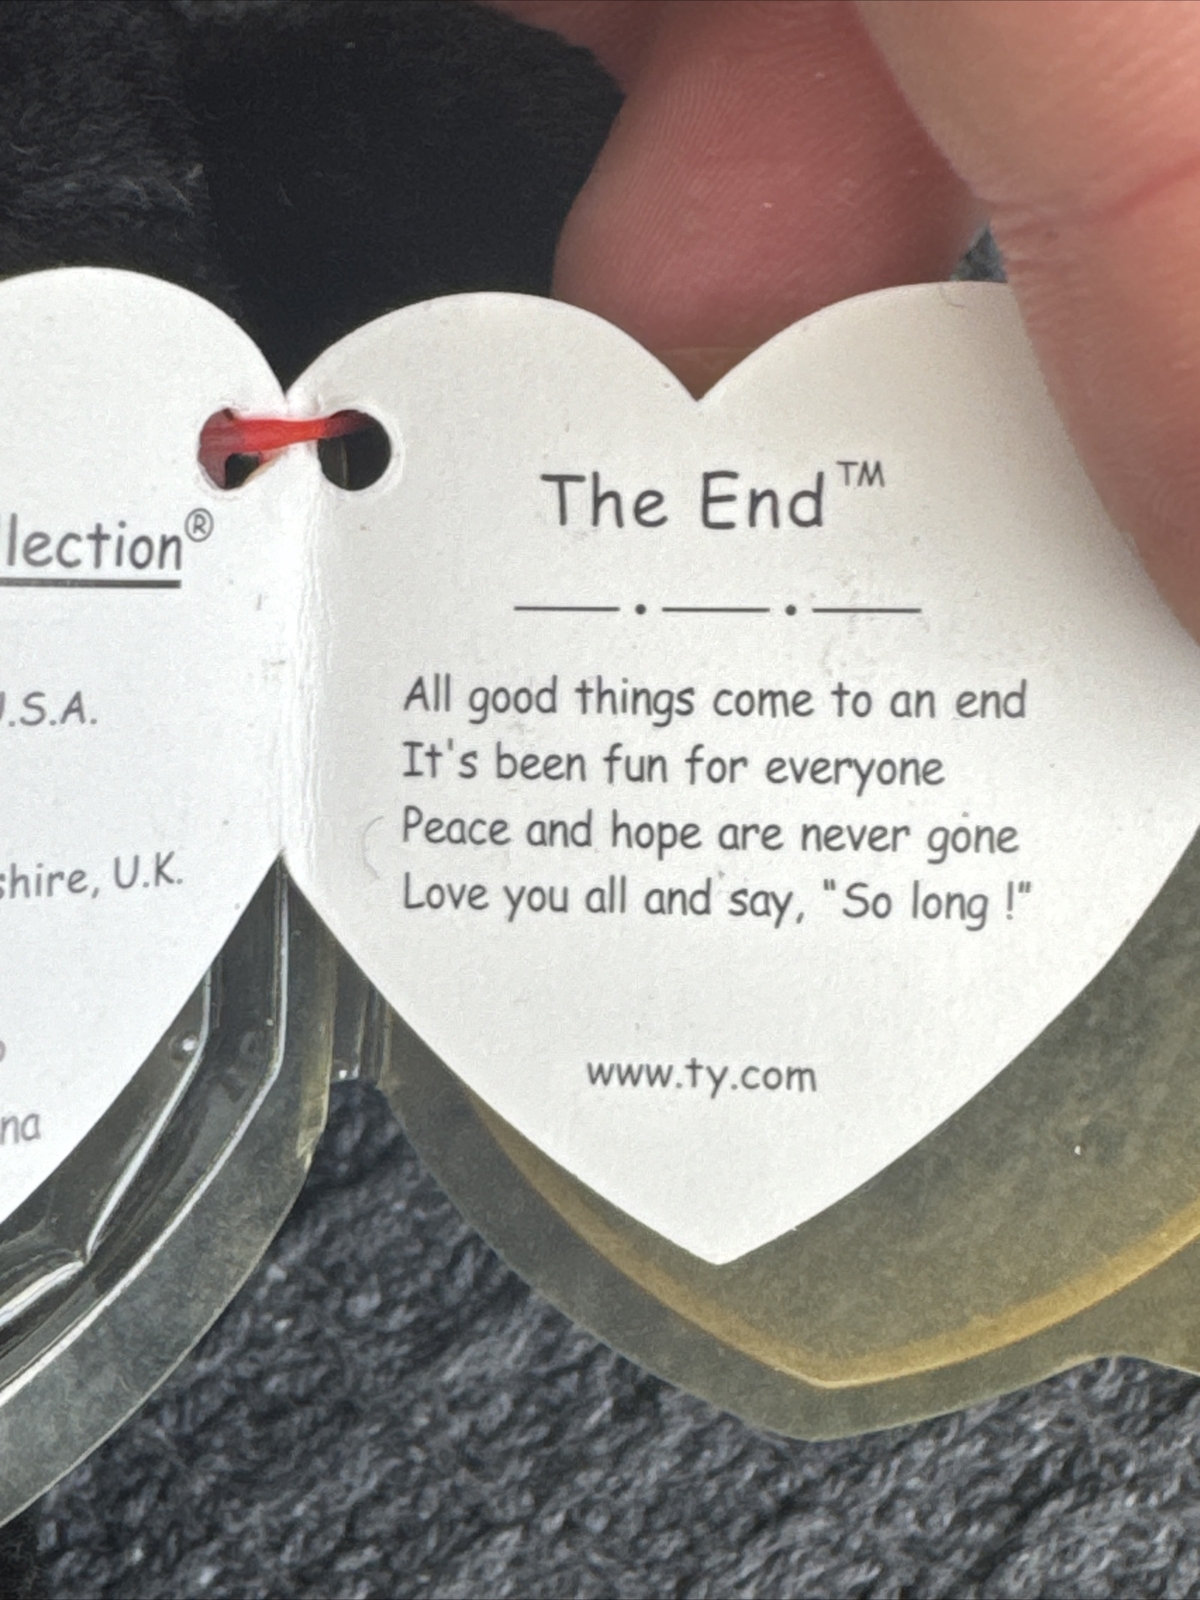 The End™
All good things come to an end
It's been fun for everyone
Peace and hope are never gone
Love you all and say, "So long !"
www.ty.com
lection®
.S.A.
shire, U.K.
na